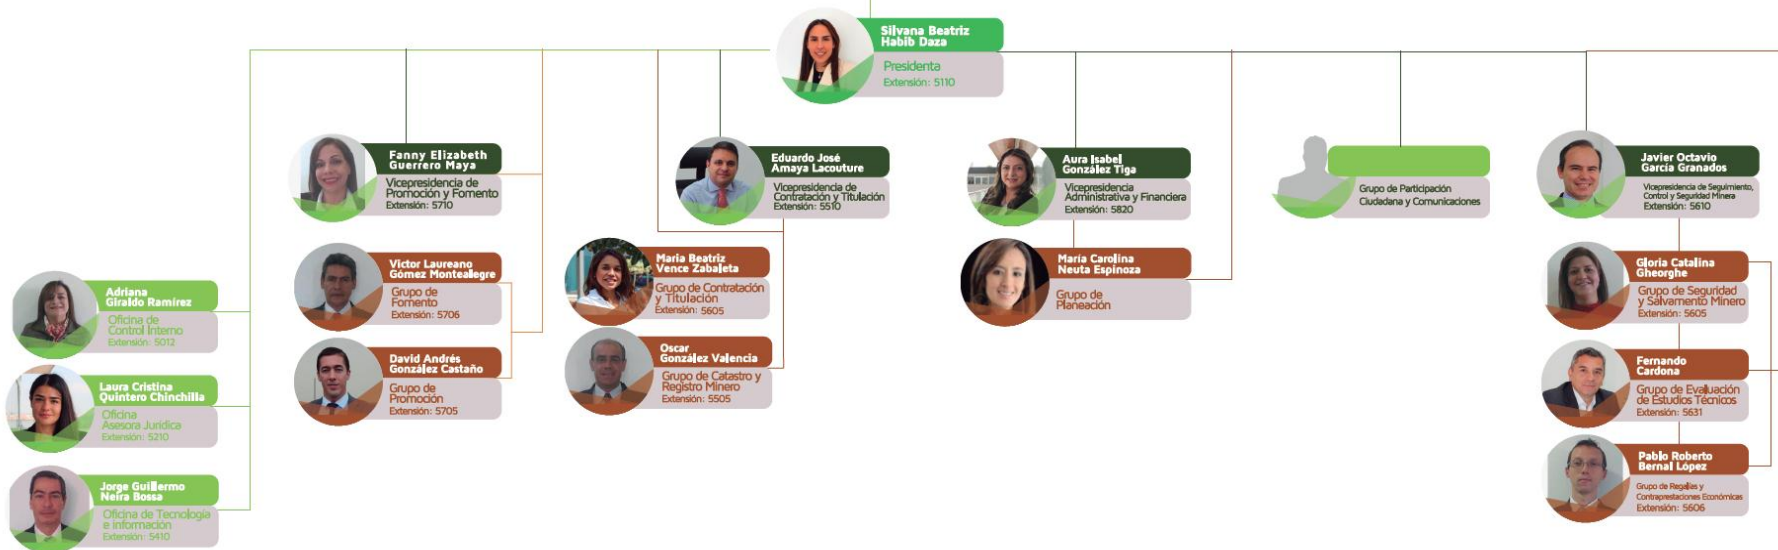 Silvana Beatriz
Habib Daza
Presidenta
Extensión: 5110
Fanny Elizabeth
Guerrero Maya
Vicepresidencia de
Promoción y Fomento
Extensión: 5710
Eduardo José
Amaya Lacouture
Vicepresidencia de
Contratación y Titulación
Extensión: 5510
Aura Isabel
González Tiga
Vicepresidencia
Administrativa y Financiera
Extensión: 5820
Grupo de Participación
Ciudadana y Comunicaciones
Javier Octavio
García Granados
Vicepresidencia de Seguimiento,
Control y Seguridad Minera
Extensión: 5610
Victor Laureano
Gómez Montealegre
Grupo de
Fomento
Extensión: 5706
Maria Beatriz
Vence Zabaleta
Grupo de Contratación
y Titulación
Extensión: 5605
María Carolina
Neuta Espinoza
Grupo de
Planeación
Gloria Catalina
Gheorghe
Grupo de Seguridad
y Salvamento Minero
Extensión: 5605
Adriana
Giraldo Ramírez
Oficina de
Control Interno
Extensión: 5012
David Andrés
González Castaño
Grupo de
Promoción
Extensión: 5705
Oscar
González Valencia
Grupo de Catastro y
Registro Minero
Extensión: 5505
Fernando
Cardona
Grupo de Evaluación
de Estudios Técnicos
Extensión: 5631
Laura Cristina
Quintero Chinchilla
Oficina
Asesora Jurídica
Extensión: 5210
Pablo Roberto
Bernal López
Grupo de Regalías y
Contraprestaciones Económicas
Extensión: 5606
Jorge Guillermo
Neira Bossa
Oficina de Tecnología
e información
Extensión: 5410